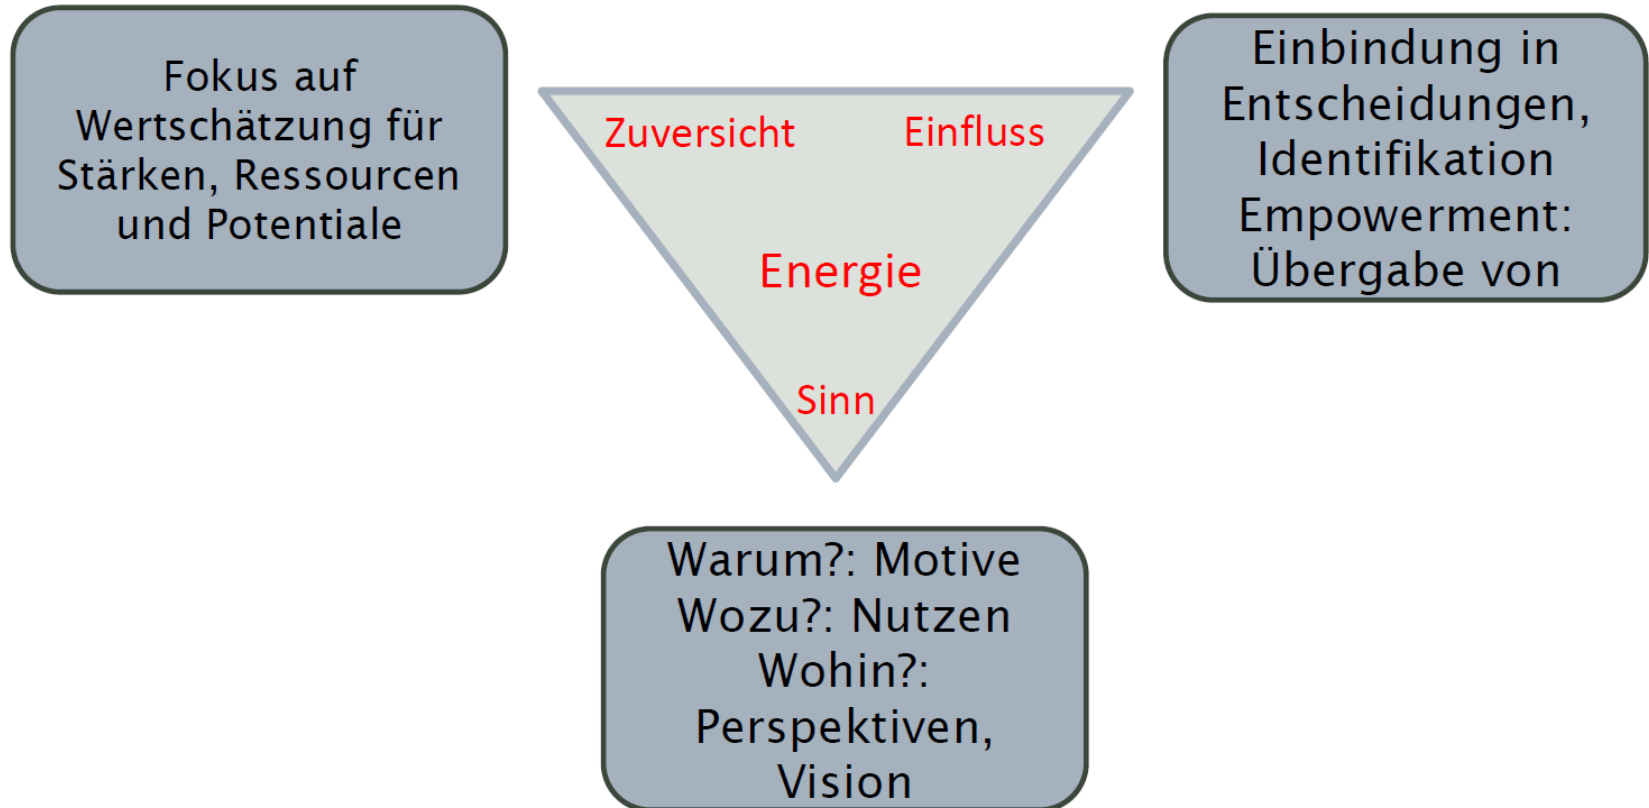 Fokus auf
Wertschätzung für
Stärken, Ressourcen
und Potentiale
Zuversicht
Einfluss
Energie
Sinn
Einbindung in
Entscheidungen,
Identifikation
Empowerment:
Übergabe von
Warum?: Motive
Wozu?: Nutzen
Wohin?:
Perspektiven,
Vision